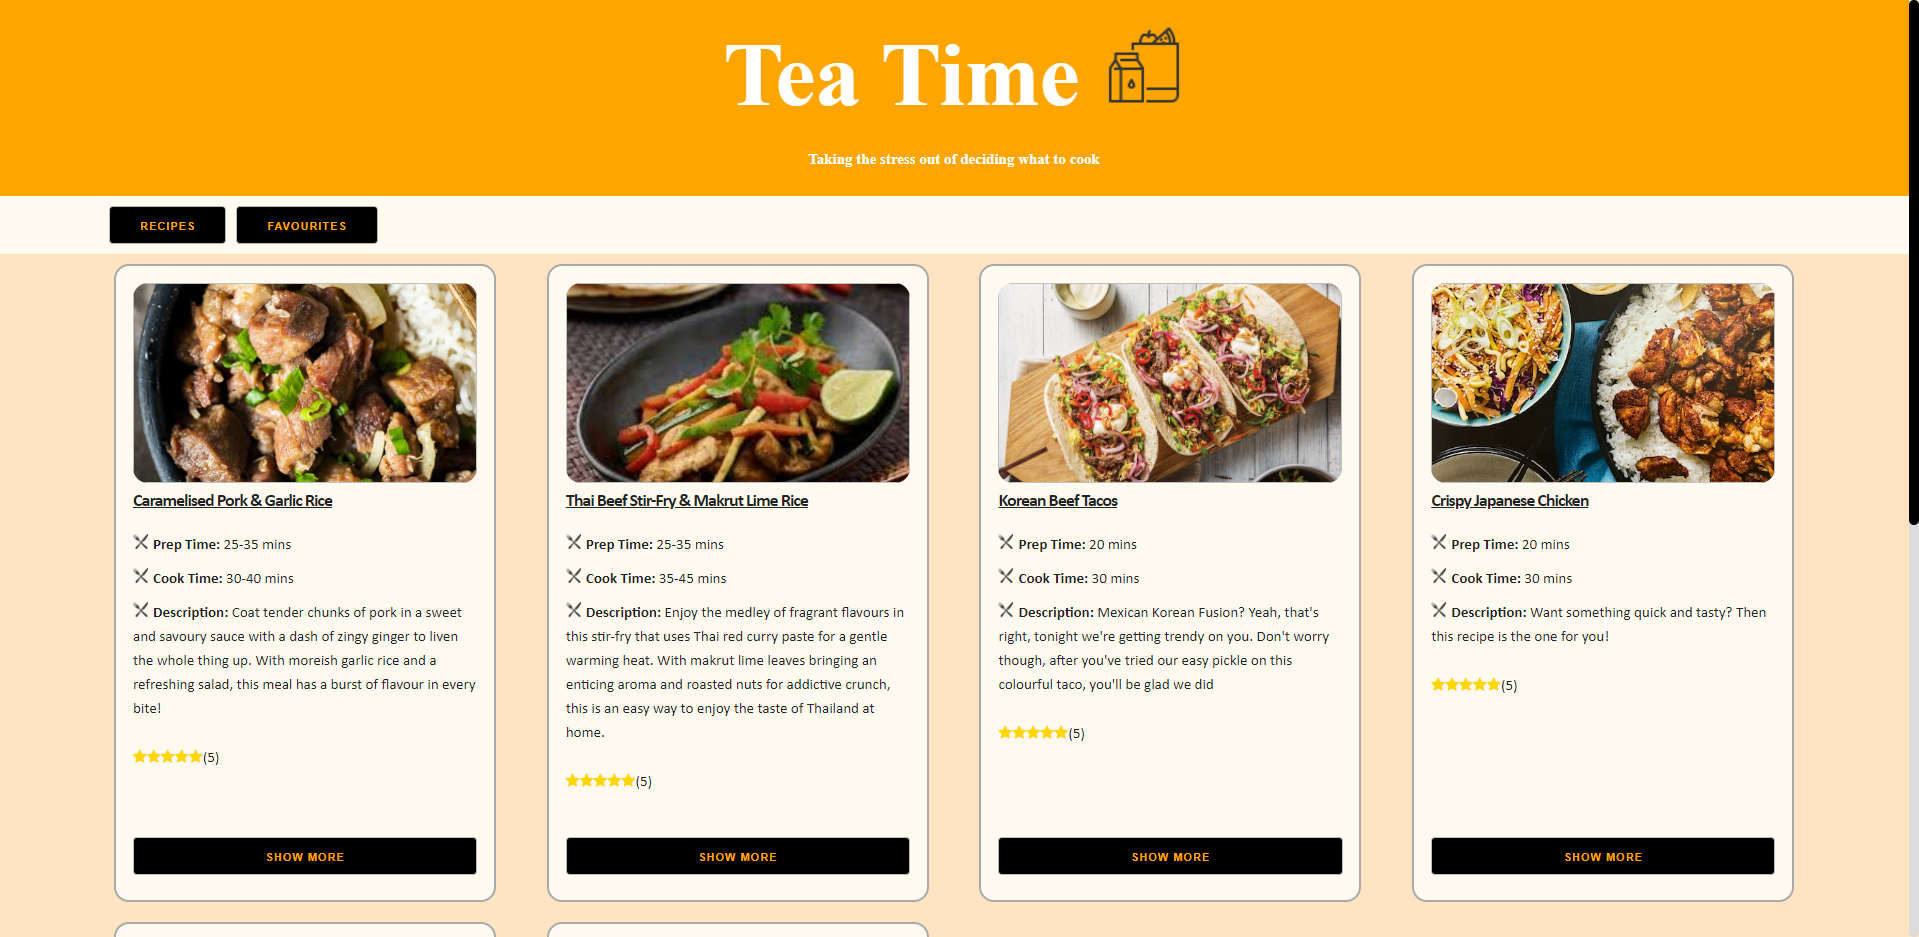 Tea Time
Taking the stress out of deciding what to cook
RECIPES
FAVOURITES
Caramelised Pork & Garlic Rice
Prep Time: 25-35 mins
Cook Time: 30-40 mins
Description: Coat tender chunks of pork in a sweet
and savoury sauce with a dash of zingy ginger to liven
the whole thing up. With moreish garlic rice and a
refreshing salad, this meal has a burst of flavour in every
bite!
(5)
SHOW MORE
Thai Beef Stir-Fry & Makrut Lime Rice
Prep Time: 25-35 mins
Cook Time: 35-45 mins
Description: Enjoy the medley of fragrant flavours in
this stir-fry that uses Thai red curry paste for a gentle
warming heat. With makrut lime leaves bringing an
enticing aroma and roasted nuts for addictive crunch,
this is an easy way to enjoy the taste of Thailand at
home.
(5)
SHOW MORE
Korean Beef Tacos
Prep Time: 20 mins
Cook Time: 30 mins
Description: Mexican Korean Fusion? Yeah, that's
right, tonight we're getting trendy on you. Don't worry
though, after you've tried our easy pickle on this
colourful taco, you'll be glad we did
(5)
SHOW MORE
Crispy Japanese Chicken
Prep Time: 20 mins
Cook Time: 30 mins
Description: Want something quick and tasty? Then
this recipe is the one for you!
(5)
SHOW MORE